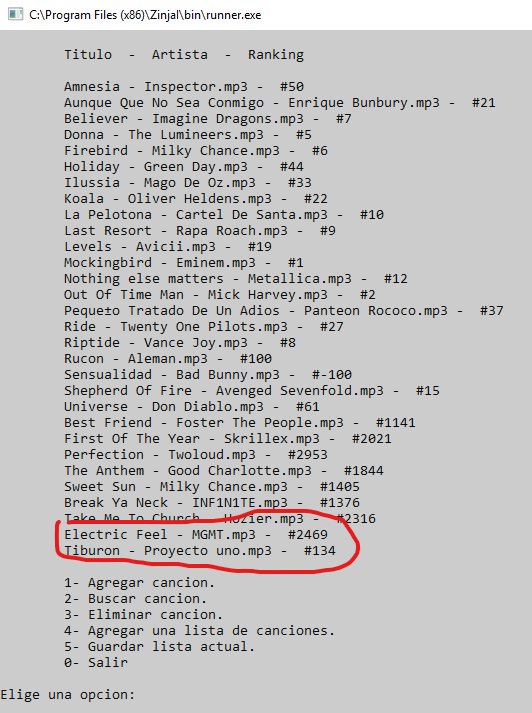 C:\Program Files (x86)\Zinjal\bin\runner.exe
Titulo - Artista - Ranking
Amnesia - Inspector.mp3 - #50
Aunque Que No Sea Conmigo - Enrique Bunbury.mp3 - #21
Believer - Imagine Dragons.mp3 - #7
Donna - The Lumineers.mp3 - #5
Firebird - Milky Chance.mp3 - #6
Holiday - Green Day.mp3 - #44
Ilussia - Mago De Oz.mp3 - #33
Koala - Oliver Heldens.mp3 - #22
La Pelotona - Cartel De Santa.mp3 - #10
Last Resort - Rapa Roach.mp3 - #9
Levels - Avicii.mp3 - #19
Mockingbird - Eminem.mp3 - #1
Nothing else matters - Metallica.mp3 - #12
Out Of Time Man - Mick Harvey.mp3 - #2
Peque±o Tratado De Un Adios - Panteon Rococo.mp3 - #37
Ride - Twenty One Pilots.mp3 - #27
Riptide - Vance Joy.mp3 - #8
Rucon - Aleman.mp3 - #100
Sensualidad - Bad Bunny.mp3 - #-100
Shepherd Of Fire - Avenged Sevenfold.mp3 - #15
Universe - Don Diablo.mp3 - #61
Best Friend - Foster The People.mp3 - #1141
First Of The Year - Skrillex.mp3 - #2021
Perfection - Twoloud.mp3 - #2953
The Anthem - Good Charlotte.mp3 - #1844
Sweet Sun - Milky Chance.mp3 - #1405
Break Ya Neck - INF1N1TE.mp3 - #1376
Take Me To Church - Hozier.mp3 - #2316
Electric Feel - MGMT.mp3 - #2469
Tiburon - Proyecto uno.mp3 - #134
1- Agregar cancion.
2- Buscar cancion.
3- Eliminar cancion.
4- Agregar una lista de canciones.
5- Guardar lista actual.
0- Salir
Elige una opcion: